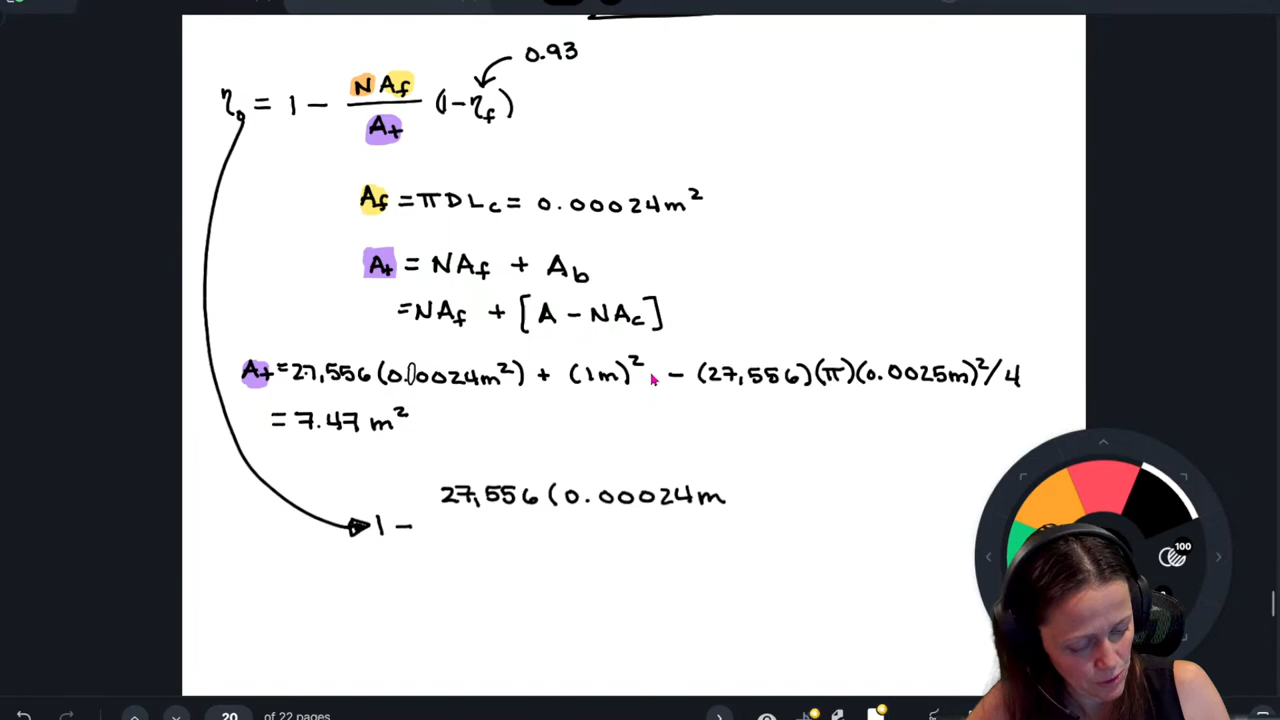 0.93
η₀ = 1 - NA_f / A_t (1-η_f)
A_f = πDL_c = 0.00024m²
A_t = NA_f + A_b
= NA_f + [A - NA_c]
A_t = 27,556(0.00024m²) + (1m)² - (27,556)(π)(0.0025m)²/4
= 7.47 m²
27,556(0.00024m
1 -
100
20 of 22 pages